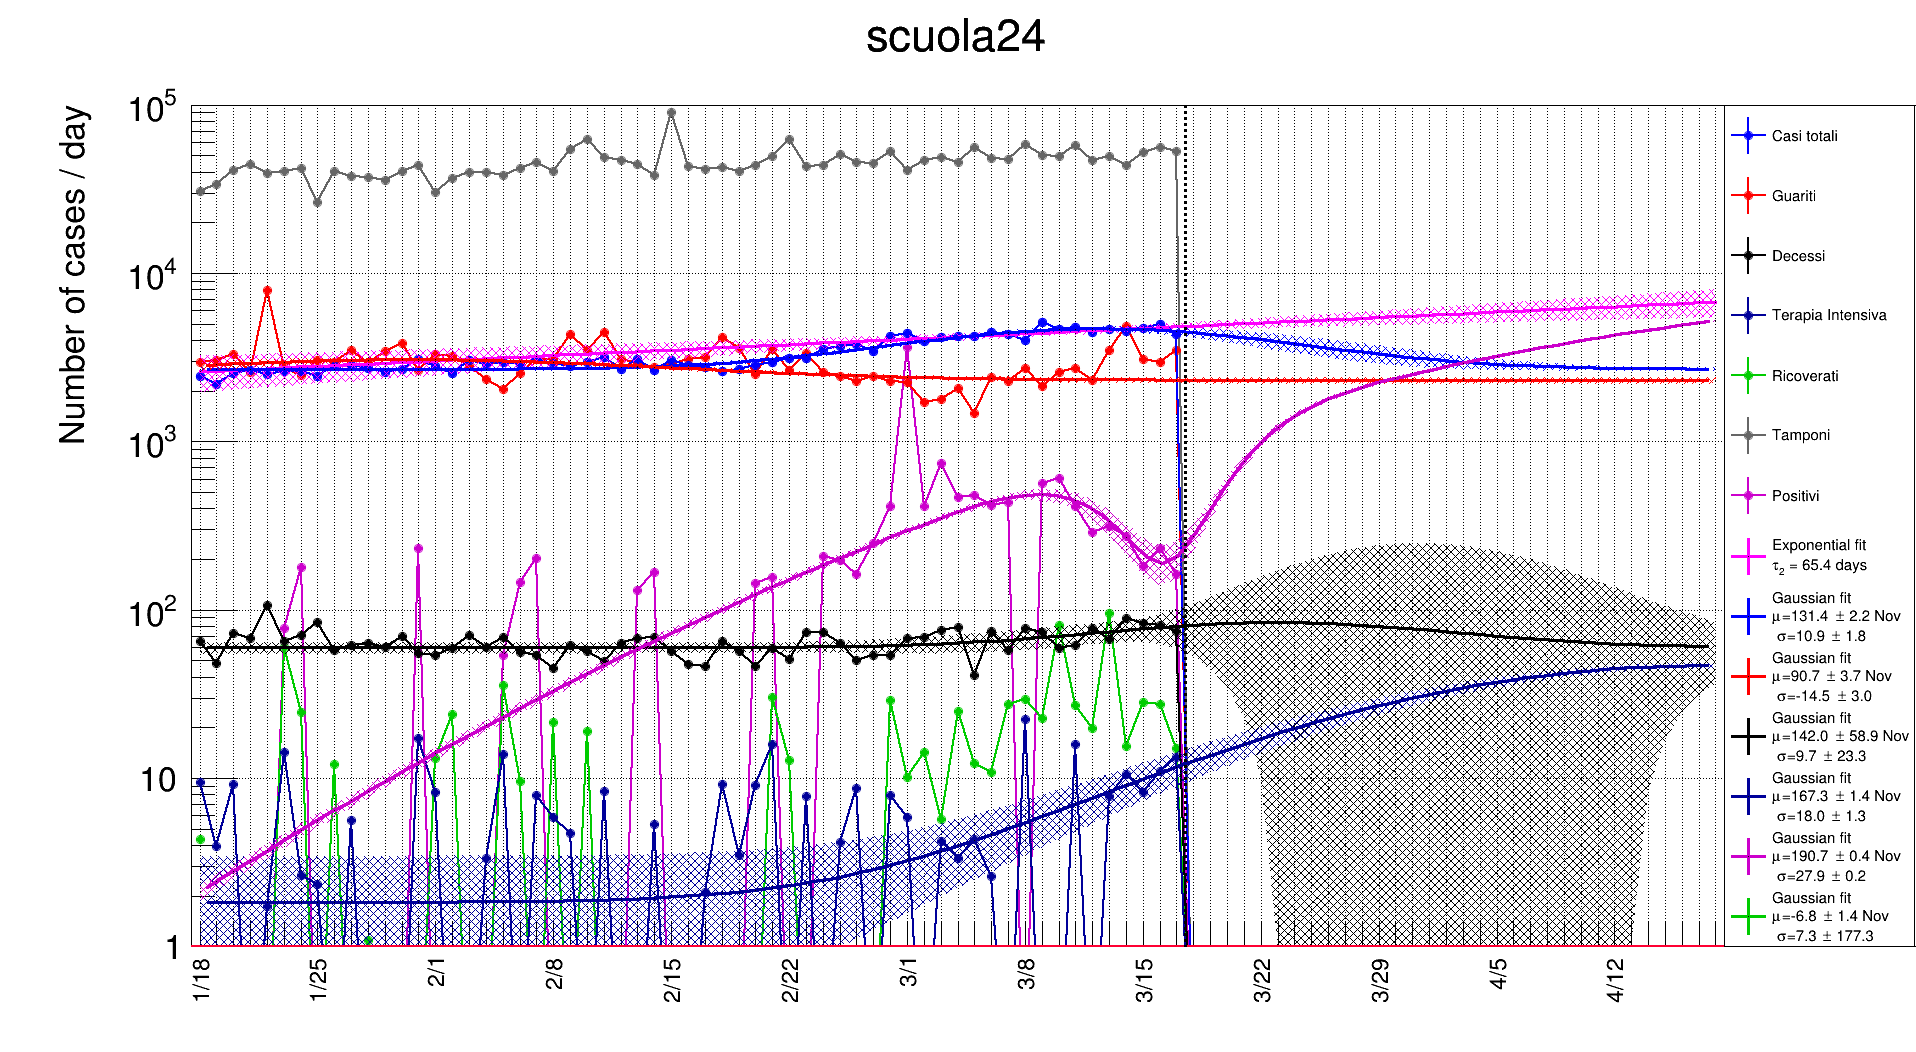 scuola24
Number of cases / day
10^5
10^4
10^3
10^2
10
1
1/18
1/25
2/1
2/8
2/15
2/22
3/1
3/8
3/15
3/22
3/29
4/5
4/12
Casi totali
Guariti
Decessi
Terapia Intensiva
Ricoverati
Tamponi
Positivi
Exponential fit
τ2 = 65.4 days
Gaussian fit
μ=131.4 ± 2.2 Nov
σ=10.9 ± 1.8
Gaussian fit
μ=90.7 ± 3.7 Nov
σ=-14.5 ± 3.0
Gaussian fit
μ=142.0 ± 58.9 Nov
σ=9.7 ± 23.3
Gaussian fit
μ=167.3 ± 1.4 Nov
σ=18.0 ± 1.3
Gaussian fit
μ=190.7 ± 0.4 Nov
σ=27.9 ± 0.2
Gaussian fit
μ=-6.8 ± 1.4 Nov
σ=7.3 ± 177.3